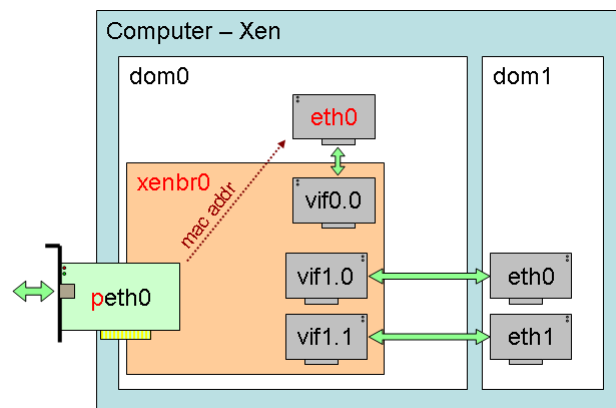 Computer – Xen
dom0
dom1
eth0
mac addr
xenbr0
vif0.0
peth0
vif1.0
eth0
vif1.1
eth1